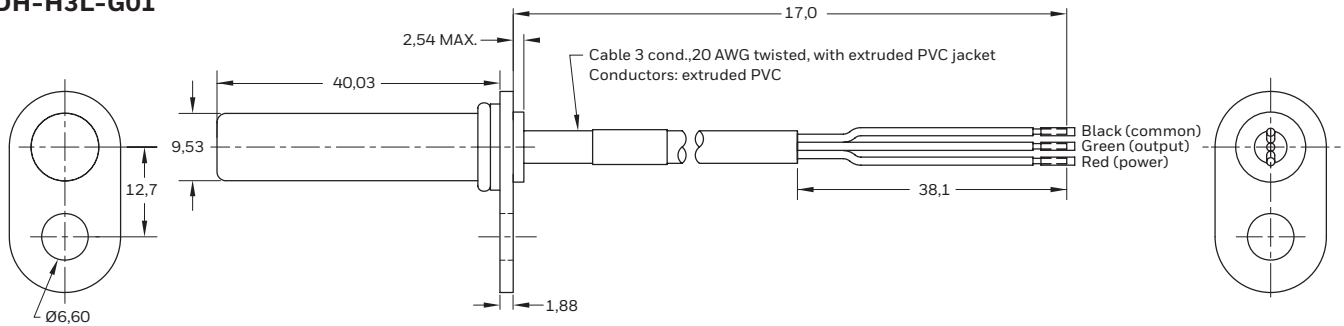 DH-H3L-G01
17,0
2,54 MAX.
Cable 3 cond.,20 AWG twisted, with extruded PVC jacket
Conductors: extruded PVC
40,03
9,53
12,7
Black (common)
Green (output)
Red (power)
38,1
1,88
Ø6,60